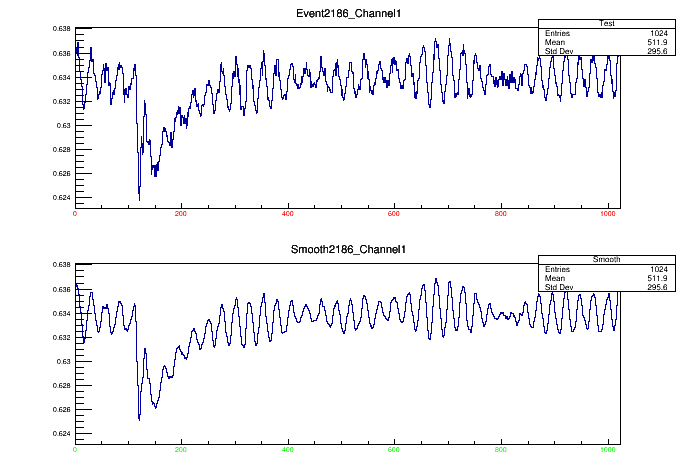 Event2186_Channel1
Test
Entries 1024
Mean 511.9
Std Dev 295.6
0.638
0.636
0.634
0.632
0.63
0.628
0.626
0.624
0 200 400 600 800 1000
Smooth2186_Channel1
Smooth
Entries 1024
Mean 511.9
Std Dev 295.6
0.638
0.636
0.634
0.632
0.63
0.628
0.626
0.624
0 200 400 600 800 1000